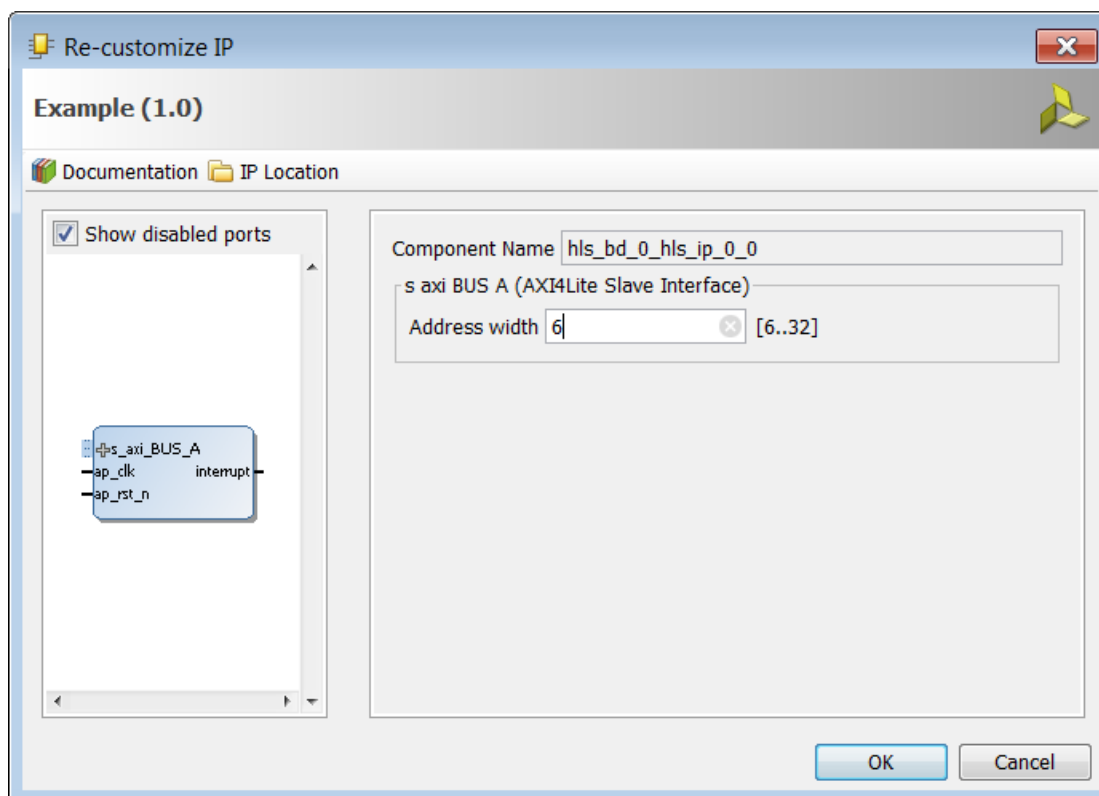 Re-customize IP
Example (1.0)
Documentation IP Location
Show disabled ports
s_axi_BUS_A
ap_clk interrupt
ap_rst_n
Component Name hls_bd_0_hls_ip_0_0
s axi BUS A (AXI4Lite Slave Interface)
Address width 6 [6..32]
OK Cancel